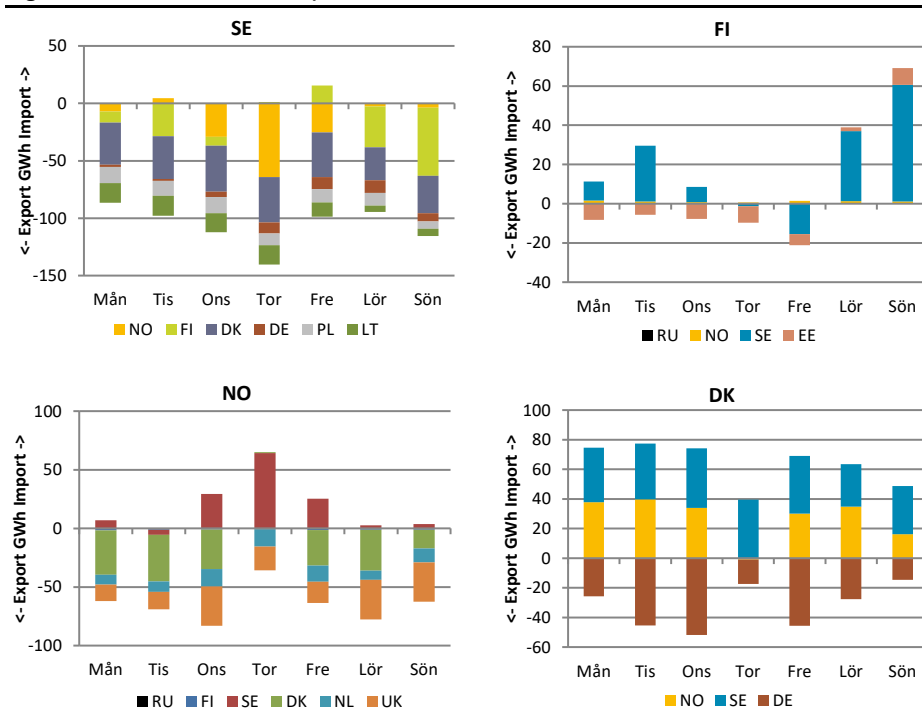 SE
50
0
-50
-100
-150
<- Export GWh Import ->
Mån Tis Ons Tor Fre Lör Sön
NO FI DK DE PL LT
FI
80
60
40
20
0
-20
-40
<- Export GWh Import ->
Mån Tis Ons Tor Fre Lör Sön
RU NO SE EE
NO
100
50
0
-50
-100
<- Export GWh Import ->
Mån Tis Ons Tor Fre Lör Sön
RU FI SE DK NL UK
DK
100
80
60
40
20
0
-20
-40
-60
<- Export GWh Import ->
Mån Tis Ons Tor Fre Lör Sön
NO SE DE